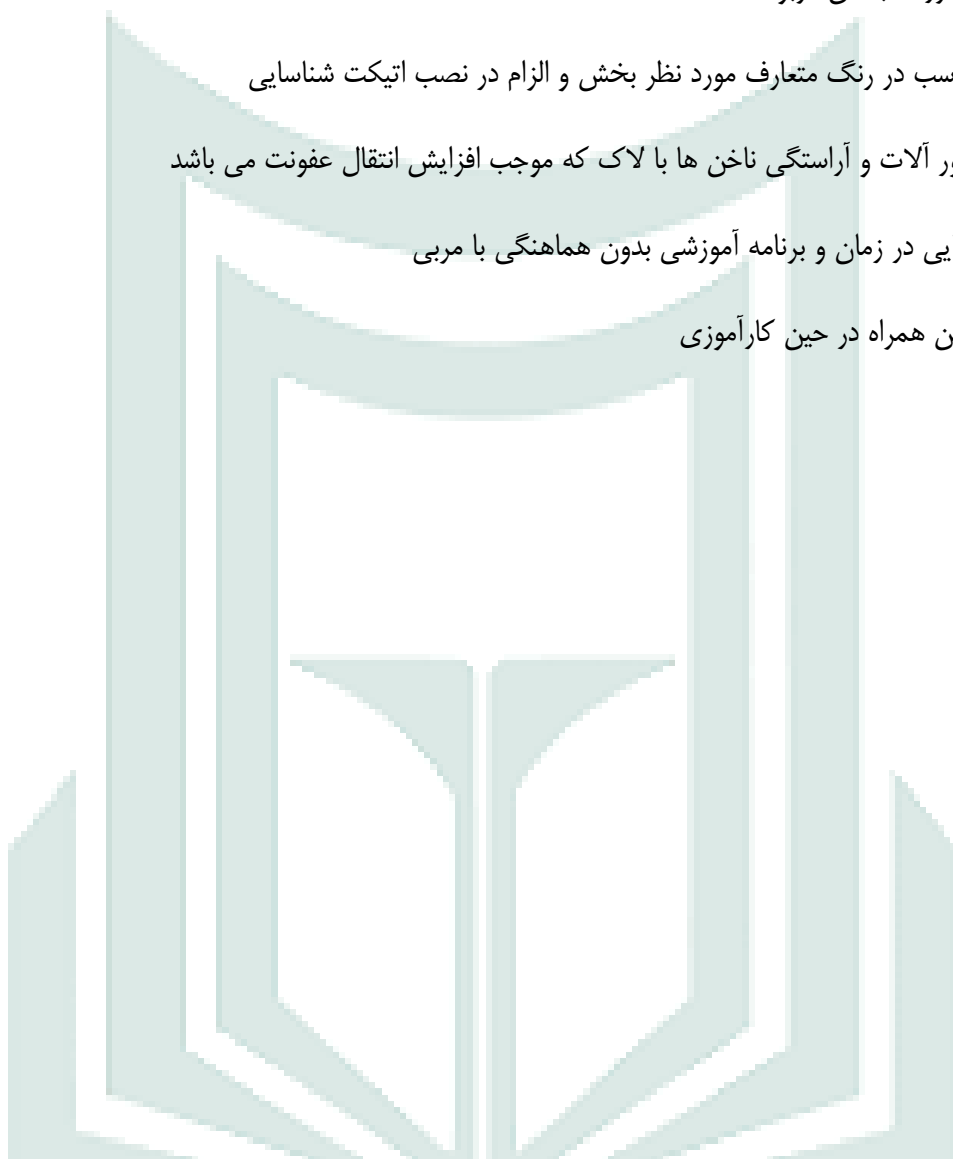 در رنگ متعارف مورد نظر بخش و الزام در نصب اتیکت شناسایی
آلات و آراستگی ناخن ها با لاک که موجب افزایش انتقال عفونت می باشد
در زمان و برنامه آموزشی بدون هماهنگی با مربی
همراه در حین کارآموزی